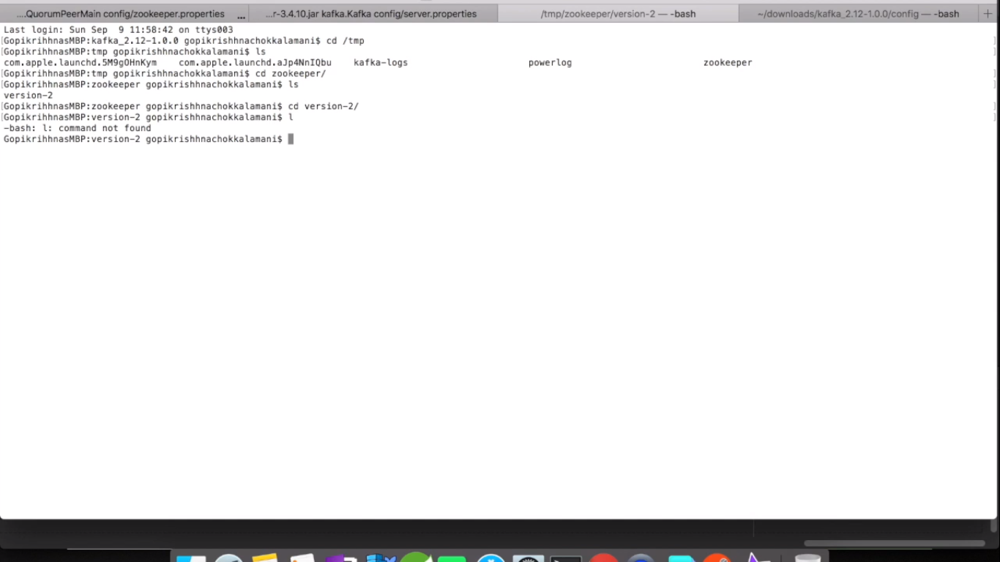 ....QuorumPeerMain config/zookeeper.properties ... ...r-3.4.10.jar kafka.Kafka config/server.properties /tmp/zookeeper/version-2 — -bash ~/downloads/kafka_2.12-1.0.0/config — -bash +
Last login: Sun Sep  9 11:58:42 on ttys003
[GopikrihhnasMBP:kafka_2.12-1.0.0 gopikrishhnachokkalamani$ cd /tmp ]
[GopikrihhnasMBP:tmp gopikrishhnachokkalamani$ ls ]
com.apple.launchd.5M9gOHnKym    com.apple.launchd.aJp4NnIQbu    kafka-logs    powerlog    zookeeper
[GopikrihhnasMBP:tmp gopikrishhnachokkalamani$ cd zookeeper/ ]
[GopikrihhnasMBP:zookeeper gopikrishhnachokkalamani$ ls ]
version-2
[GopikrihhnasMBP:zookeeper gopikrishhnachokkalamani$ cd version-2/ ]
[GopikrihhnasMBP:version-2 gopikrishhnachokkalamani$ l ]
-bash: l: command not found
GopikrihhnasMBP:version-2 gopikrishhnachokkalamani$